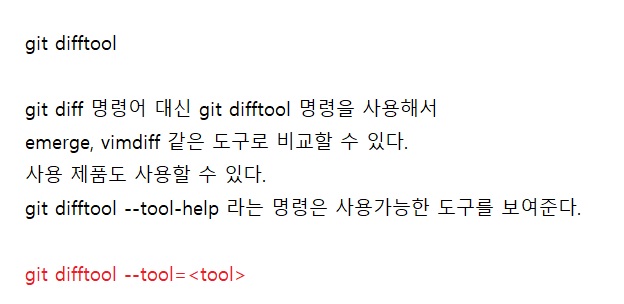 git difftool
git diff 명령어 대신 git difftool 명령을 사용해서
emerge, vimdiff 같은 도구로 비교할 수 있다.
사용 제품도 사용할 수 있다.
git difftool --tool-help 라는 명령은 사용가능한 도구를 보여준다.
git difftool --tool=<tool>